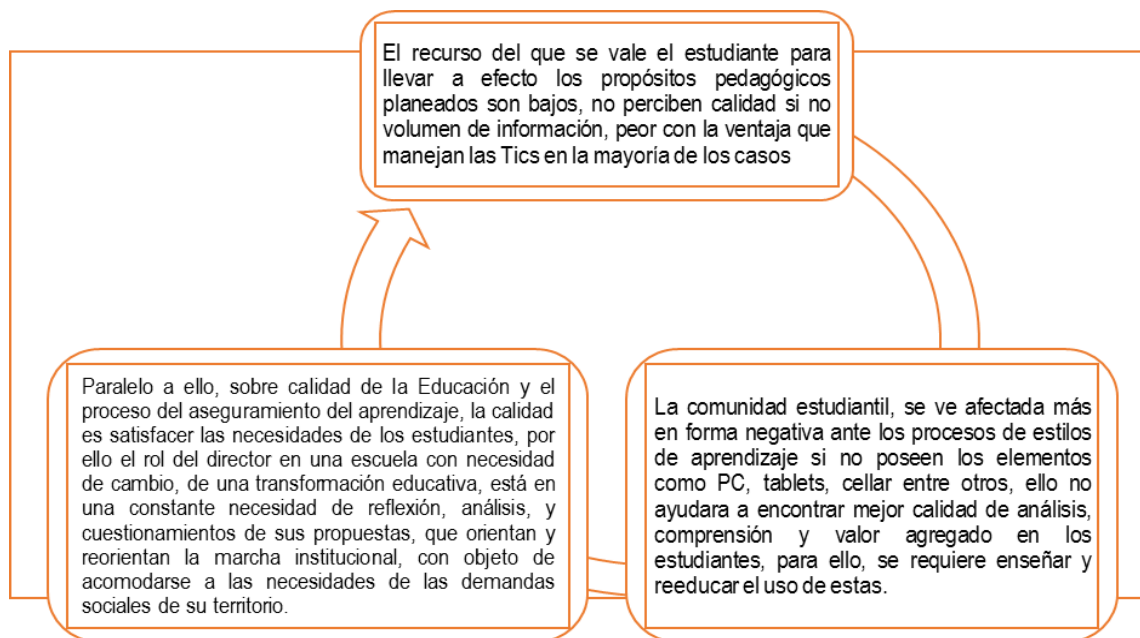 El recurso del que se vale el estudiante para
llevar a efecto los propósitos pedagógicos
planeados son bajos, no perciben calidad si no
volumen de información, peor con la ventaja que
manejan las Tics en la mayoría de los casos
Paralelo a ello, sobre calidad de la Educación y el
proceso del aseguramiento del aprendizaje, la calidad
es satisfacer las necesidades de los estudiantes, por
ello el rol del director en una escuela con necesidad
de cambio, de una transformación educativa, está en
una constante necesidad de reflexión, análisis, y
cuestionamientos de sus propuestas, que orientan y
reorientan la marcha institucional, con objeto de
acomodarse a las necesidades de las demandas
sociales de su territorio.
La comunidad estudiantil, se ve afectada más
en forma negativa ante los procesos de estilos
de aprendizaje si no poseen los elementos
como PC, tablets, cellar entre otros, ello no
ayudara a encontrar mejor calidad de análisis,
comprensión y valor agregado en los
estudiantes, para ello, se requiere enseñar y
reeducar el uso de estas.